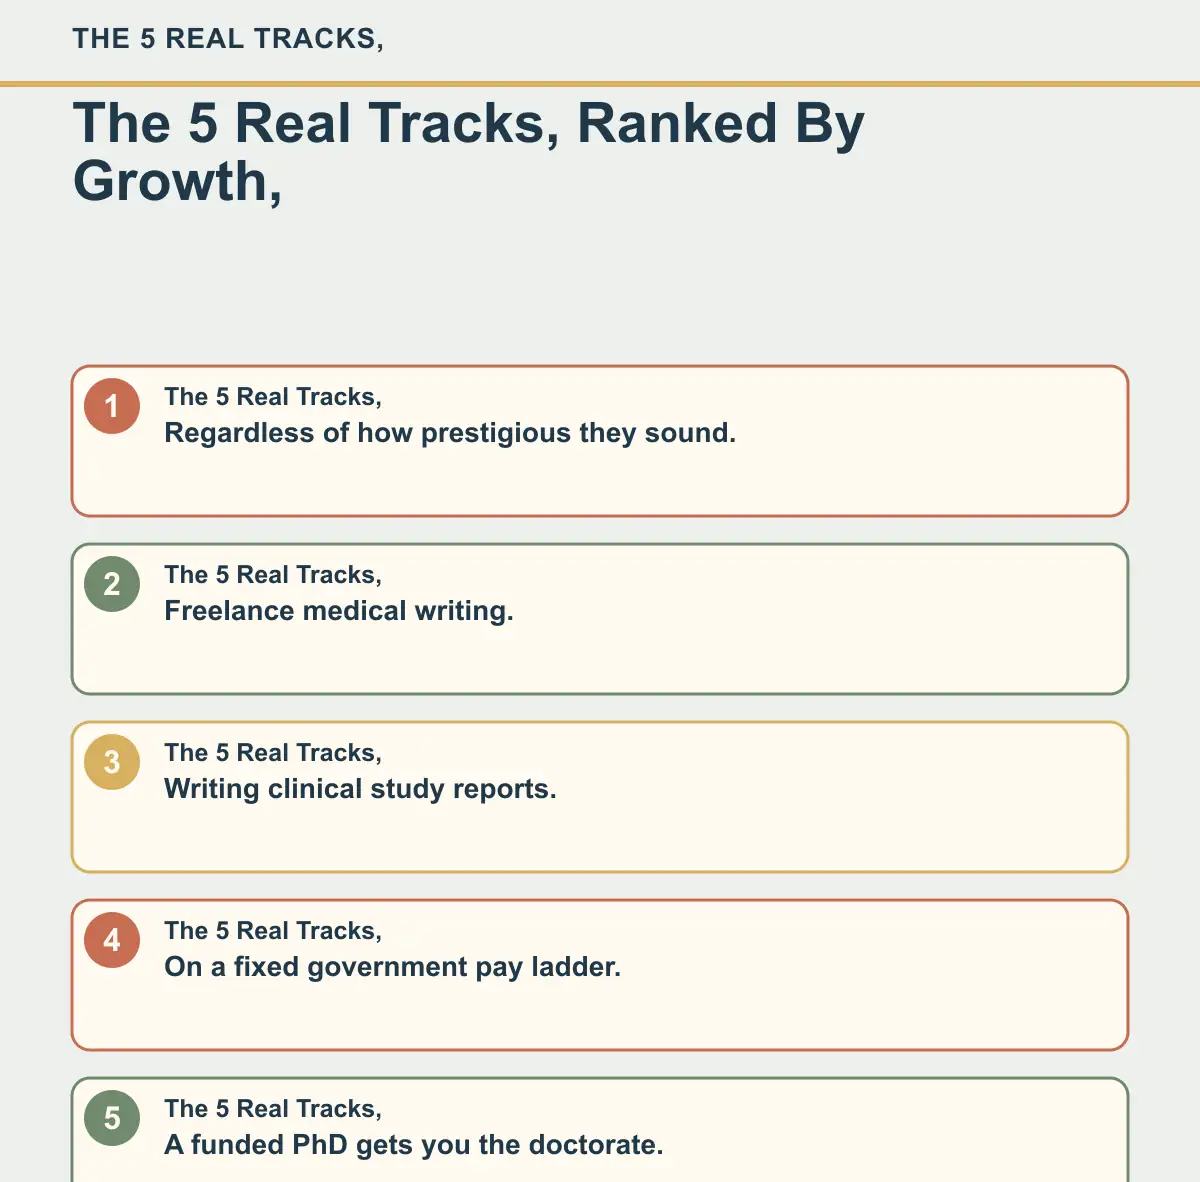 THE 5 REAL TRACKS,
The 5 Real Tracks, Ranked By
Growth,
1
The 5 Real Tracks,
Regardless of how prestigious they sound.
2
The 5 Real Tracks,
Freelance medical writing.
3
The 5 Real Tracks,
Writing clinical study reports.
4
The 5 Real Tracks,
On a fixed government pay ladder.
5
The 5 Real Tracks,
A funded PhD gets you the doctorate.